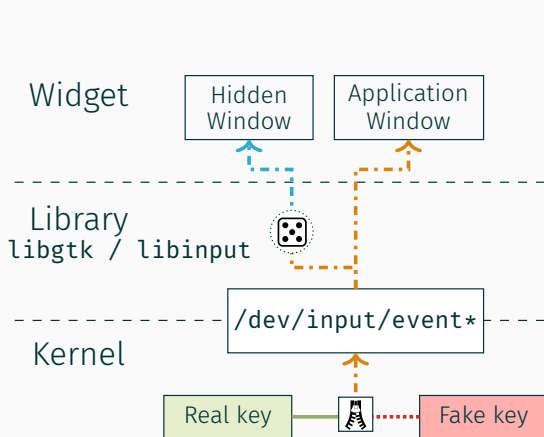 Widget
Hidden
Window
Application
Window
Library
libgtk / libinput
/dev/input/event*
Kernel
Real key
Fake key